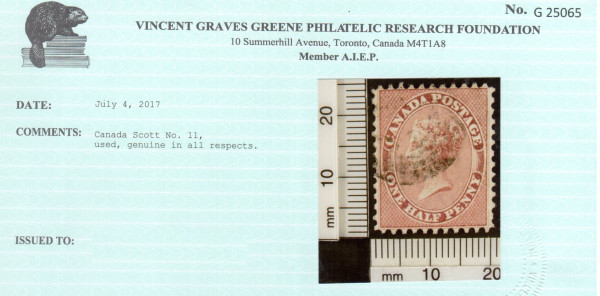 No. G 25065
VINCENT GRAVES GREENE PHILATELIC RESEARCH FOUNDATION
10 Summerhill Avenue, Toronto, Canada M4T1A8
Member A.I.E.P.
DATE: July 4, 2017
COMMENTS: Canada Scott No. 11,
used, genuine in all respects.
ISSUED TO:
20
10
mm
CANADA POSTAGE
ONE HALF PENNY
mm 10 20